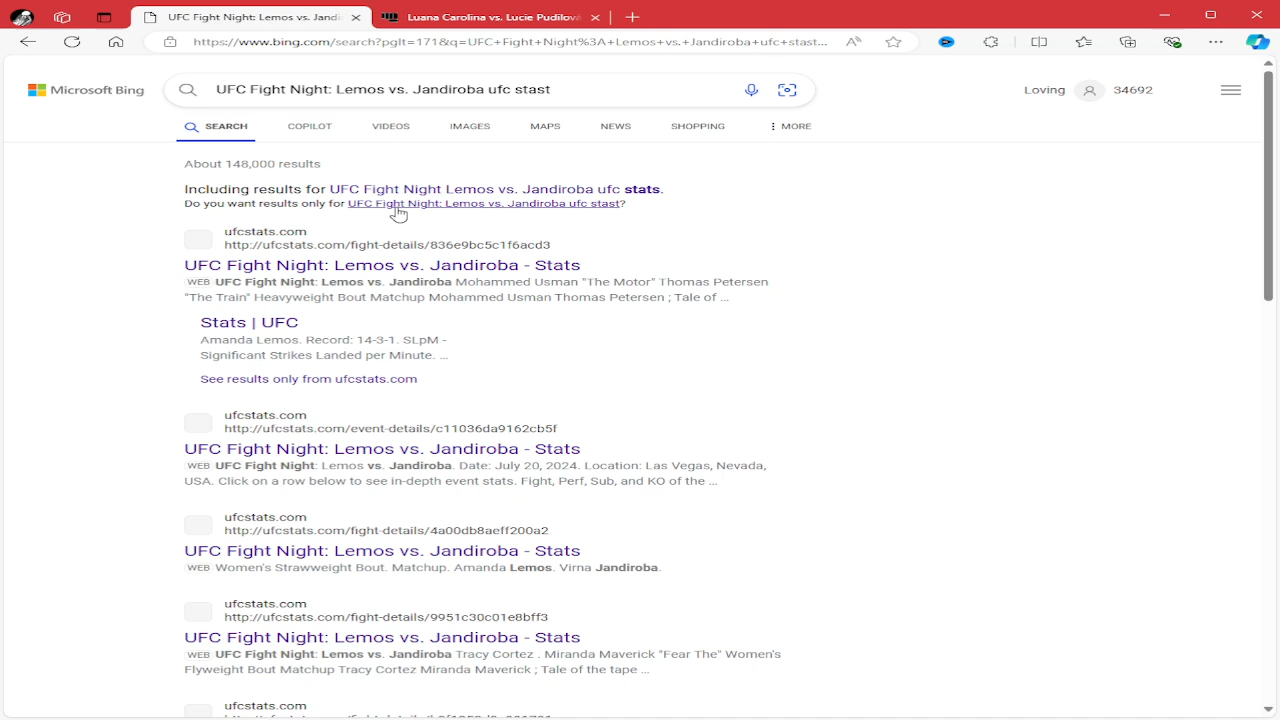 UFC Fight Night: Lemos vs. Jandi
Luana Carolina vs. Lucie Pudilova
https://www.bing.com/search?pglt=171&q=UFC+Fight+Night%3A+Lemos+vs.+Jandiroba+ufc+stast...
Microsoft Bing
UFC Fight Night: Lemos vs. Jandiroba ufc stast
Loving
34692
SEARCH
COPILOT
VIDEOS
IMAGES
MAPS
NEWS
SHOPPING
MORE
About 148,000 results
Including results for UFC Fight Night Lemos vs. Jandiroba ufc stats.
Do you want results only for UFC Fight Night: Lemos vs. Jandiroba ufc stast?
ufcstats.com
http://ufcstats.com/fight-details/836e9bc5c1f6acd3
UFC Fight Night: Lemos vs. Jandiroba - Stats
WEB UFC Fight Night: Lemos vs. Jandiroba Mohammed Usman "The Motor" Thomas Petersen
"The Train" Heavyweight Bout Matchup Mohammed Usman Thomas Petersen ; Tale of ...
Stats | UFC
Amanda Lemos. Record: 14-3-1. SLpM -
Significant Strikes Landed per Minute. ...
See results only from ufcstats.com
ufcstats.com
http://ufcstats.com/event-details/c11036da9162cb5f
UFC Fight Night: Lemos vs. Jandiroba - Stats
WEB UFC Fight Night: Lemos vs. Jandiroba. Date: July 20, 2024. Location: Las Vegas, Nevada,
USA. Click on a row below to see in-depth event stats. Fight, Perf, Sub, and KO of the ...
ufcstats.com
http://ufcstats.com/fight-details/4a00db8aeff200a2
UFC Fight Night: Lemos vs. Jandiroba - Stats
WEB Women's Strawweight Bout. Matchup. Amanda Lemos. Virna Jandiroba.
ufcstats.com
http://ufcstats.com/fight-details/9951c30c01e8bff3
UFC Fight Night: Lemos vs. Jandiroba - Stats
WEB UFC Fight Night: Lemos vs. Jandiroba Tracy Cortez . Miranda Maverick "Fear The" Women's
Flyweight Bout Matchup Tracy Cortez Miranda Maverick ; Tale of the tape ...
ufcstats.com